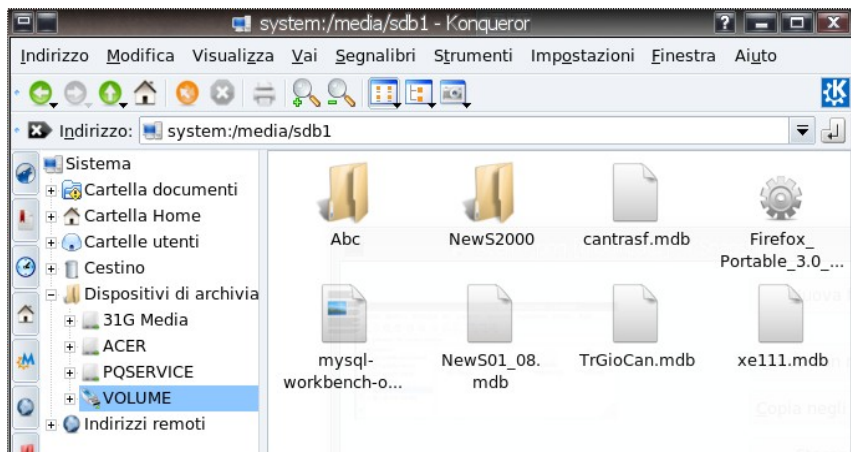 system:/media/sdb1 - Konqueror
Indirizzo Modifica Visualizza Vai Segnalibri Strumenti Impostazioni Finestra Aiuto
Indirizzo: system:/media/sdb1
Sistema
Cartella documenti
Cartella Home
Cartelle utenti
Cestino
Dispositivi di archivia
31G Media
ACER
PQSERVICE
VOLUME
Indirizzi remoti
Abc
NewS2000
cantrasf.mdb
Firefox_
Portable_3.0_...
mysql-
workbench-o...
NewS01_08.
mdb
TrGioCan.mdb
xe111.mdb
Copia negli